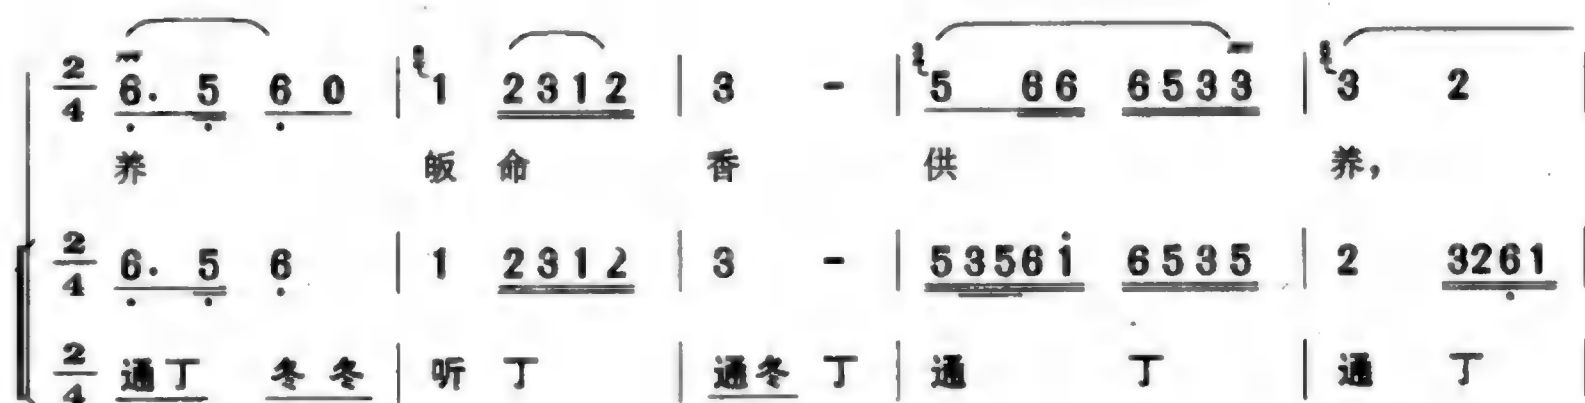 2/4 6. 5 6 0 | 1 2312 | 3 - | 5 66 6533 | 3 2
养 皈 命 香 供 养，
2/4 6. 5 6 | 1 2312 | 3 - | 53561 6535 | 2 3261
2/4 通丁 冬冬 | 听 丁 | 通冬 丁 | 通 丁 | 通 丁